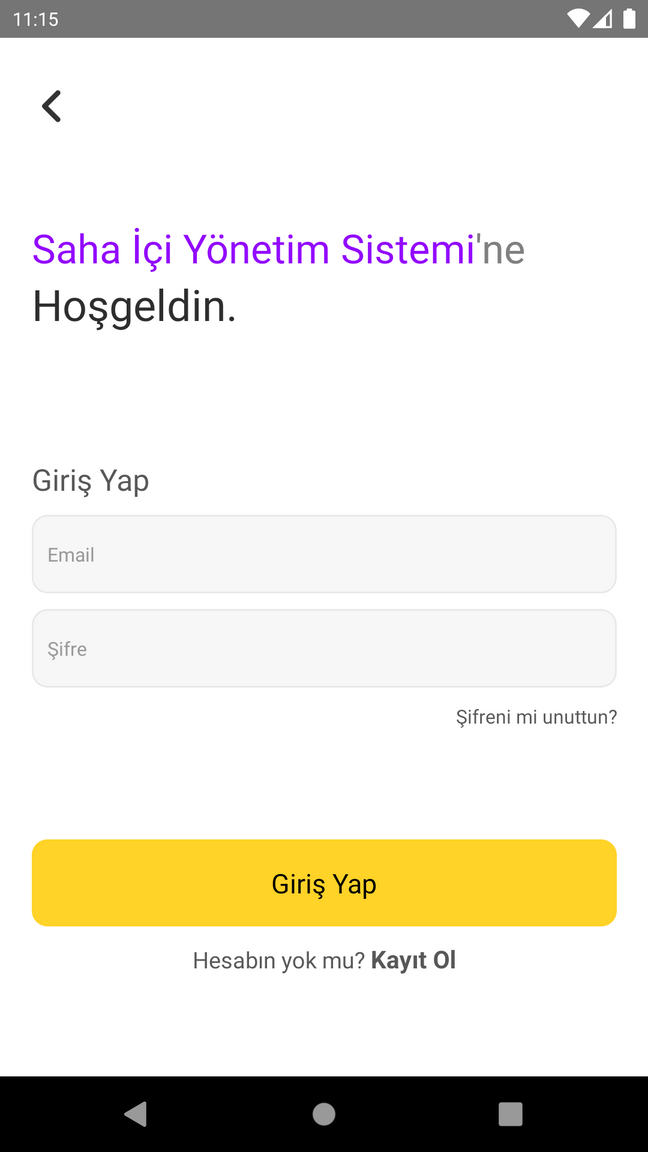 11:15
Saha İçi Yönetim Sistemi'ne
Hoşgeldin.
Giriş Yap
Email
Şifre
Şifreni mi unuttun?
Giriş Yap
Hesabın yok mu? Kayıt Ol